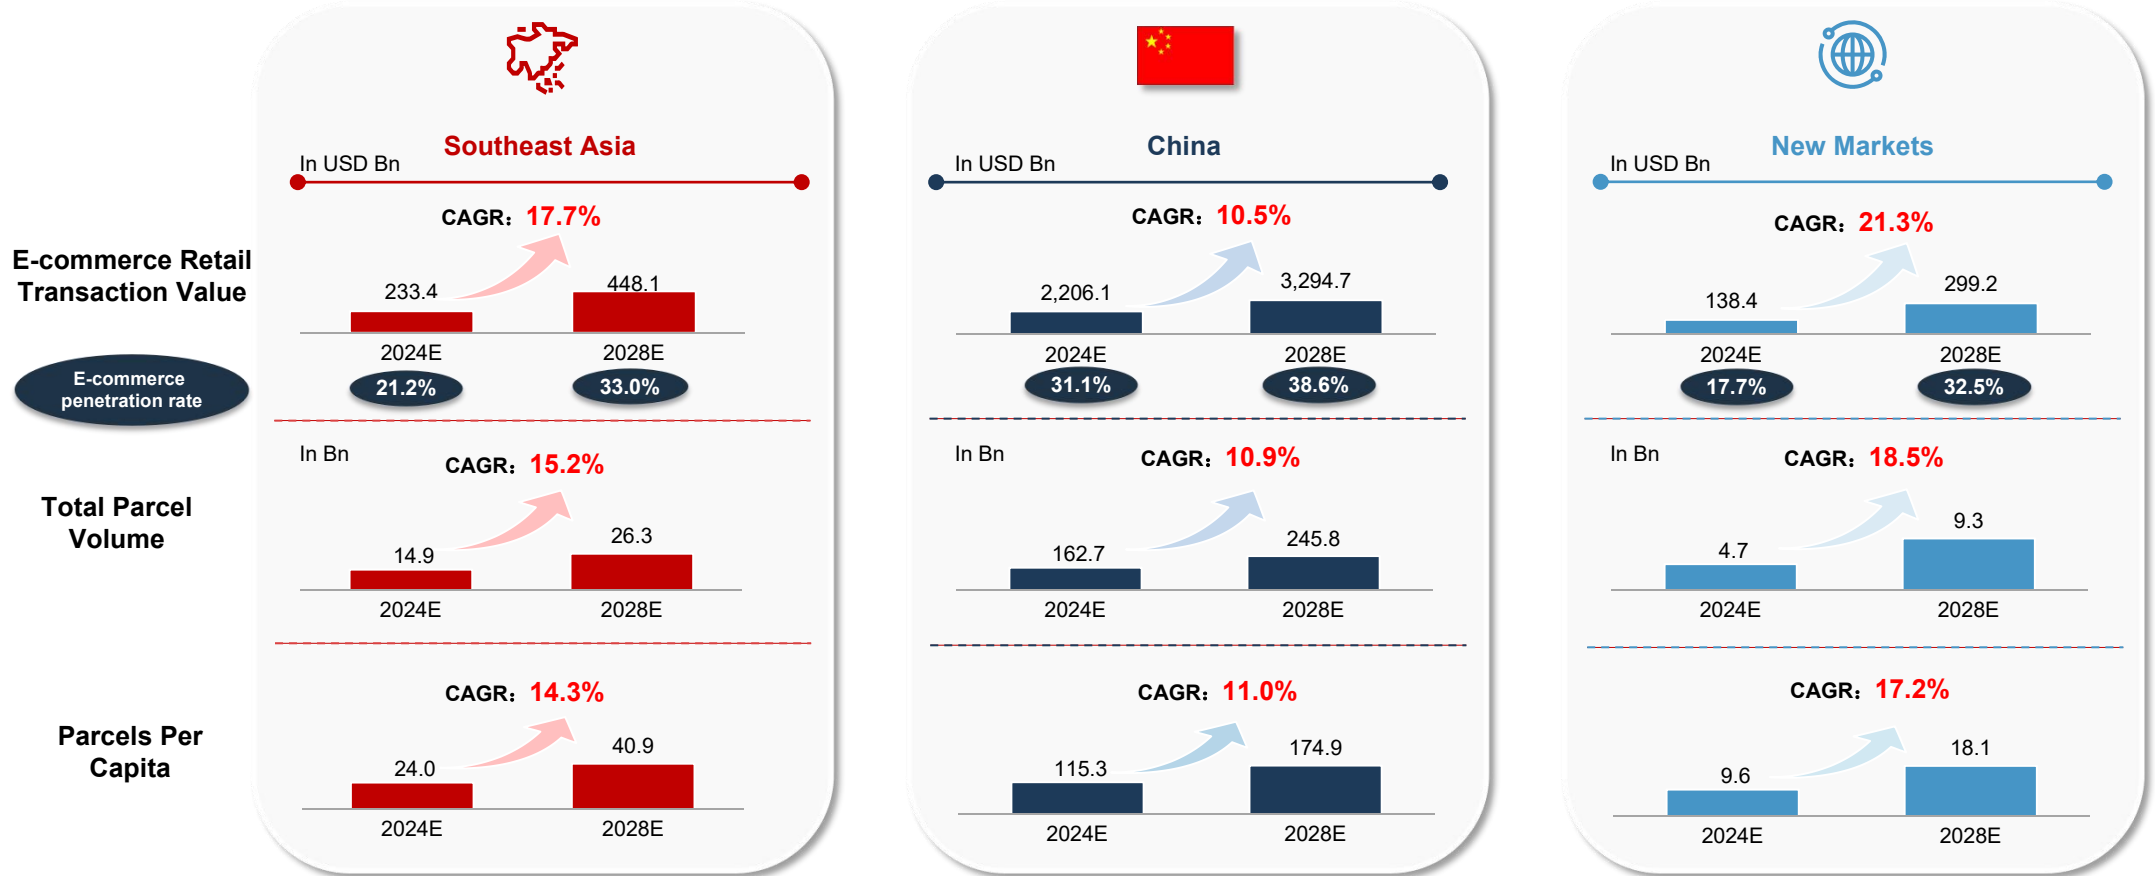 Southeast Asia
In USD Bn
China
In USD Bn
New Markets
In USD Bn
E-commerce Retail
Transaction Value
CAGR：17.7%
233.4
448.1
2024E
2028E
CAGR：10.5%
2,206.1
3,294.7
2024E
2028E
CAGR：21.3%
138.4
299.2
2024E
2028E
E-commerce
penetration rate
21.2%
33.0%
31.1%
38.6%
17.7%
32.5%
Total Parcel
Volume
In Bn
CAGR：15.2%
14.9
26.3
2024E
2028E
In Bn
CAGR：10.9%
162.7
245.8
2024E
2028E
In Bn
CAGR：18.5%
4.7
9.3
2024E
2028E
Parcels Per
Capita
CAGR：14.3%
24.0
40.9
2024E
2028E
CAGR：11.0%
115.3
174.9
2024E
2028E
CAGR：17.2%
9.6
18.1
2024E
2028E